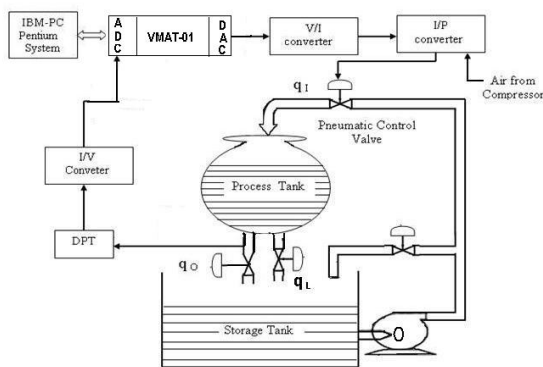 IBM-PC
Pentium
System
A
D
C
VMAT-01
D
A
C
V/I
converter
I/P
converter
Air from
Compressor
q I
Pneumatic Control
Valve
I/V
Conveter
Process Tank
DPT
q O
q L
Storage Tank